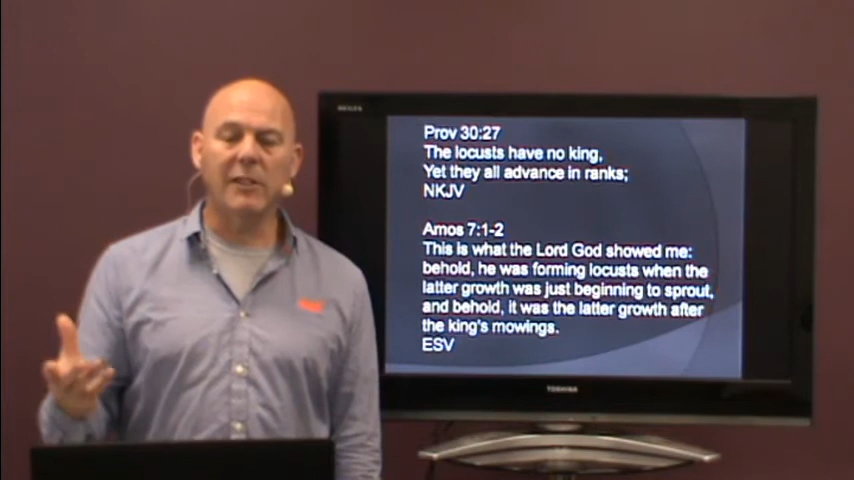 Prov 30:27
The locusts have no king,
Yet they all advance in ranks;
NKJV
Amos 7:1-2
This is what the Lord God showed me:
behold, he was forming locusts when the
latter growth was just beginning to sprout,
and behold, it was the latter growth after
the king's mowings.
ESV
TOSHIBA